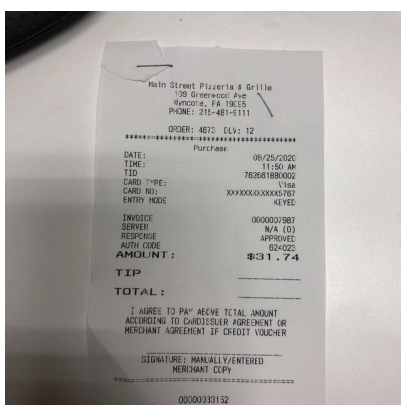 Main Street Pizzeria & Grille
109 Greenwood Ave
Wyncote, PA 19095
PHONE: 215-481-9111
ORDER: 4673 DLV: 12
****************************************
Purchase
DATE: 09/25/2020
TIME: 11:50 AM
TID 762681880002
CARD TYPE: Visa
CARD NO: XXXXXXXXXXXX5767
ENTRY MODE KEYED
INVOICE 0000007987
SERVER N/A (0)
RESPONSE APPROVED
AUTH CODE 624023
AMOUNT: $31.74
TIP
TOTAL:
I AGREE TO PAY ABOVE TOTAL AMOUNT
ACCORDING TO CARDISSUER AGREEMENT OR
MERCHANT AGREEMENT IF CREDIT VOUCHER
SIGNATURE: MANUALLY/ENTERED
MERCHANT COPY
========================================
00000033152